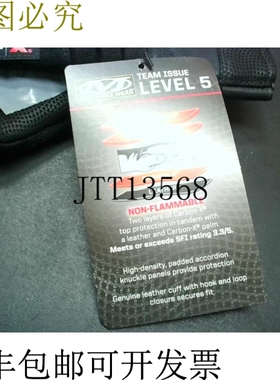 图必究！
TEAM ISSUE
LEVEL 5
JTT13568
NON-FLAMMABLE
Two layers of Carbon-X
top protection in tandem with
a leather and Carbon-X® palm.
Meets or exceeds SFI rating 3.3/5.
High-density, padded accordion
knuckle panels provide protection
Genuine leather cuff with hook and loop
closure secures fit.
丰包邮可开发票